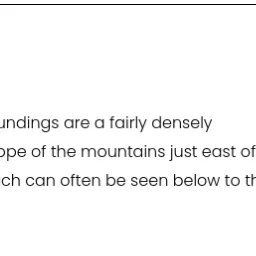 undings are a fairly densely
ope of the mountains just east of
ch can often be seen below to th